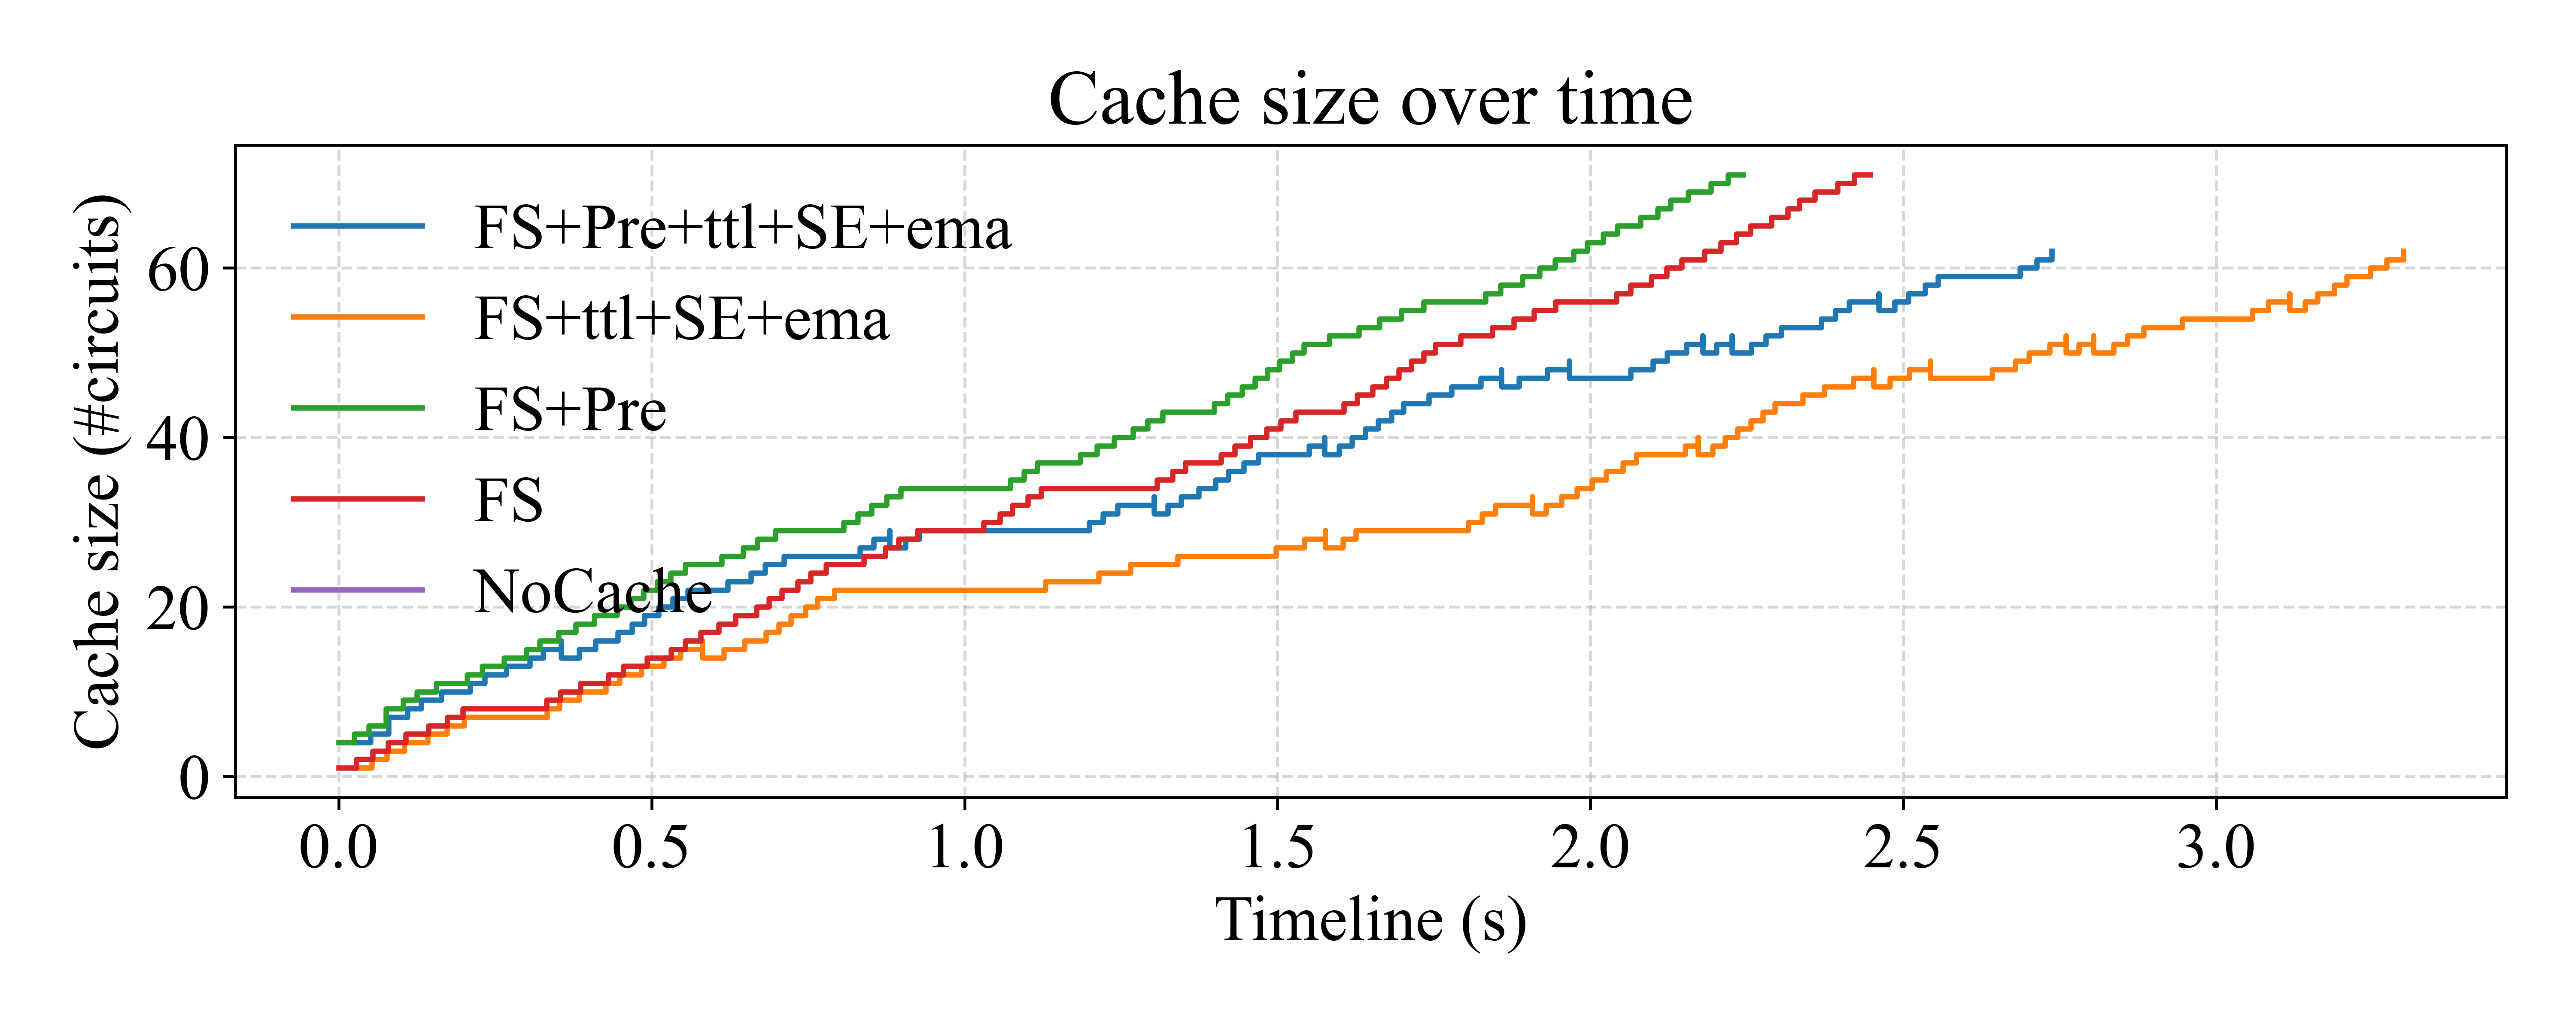 Cache size over time
Cache size (#circuits)
60
40
20
0
FS+Pre+ttl+SE+ema
FS+ttl+SE+ema
FS+Pre
FS
NoCache
0.0 0.5 1.0 1.5 2.0 2.5 3.0
Timeline (s)